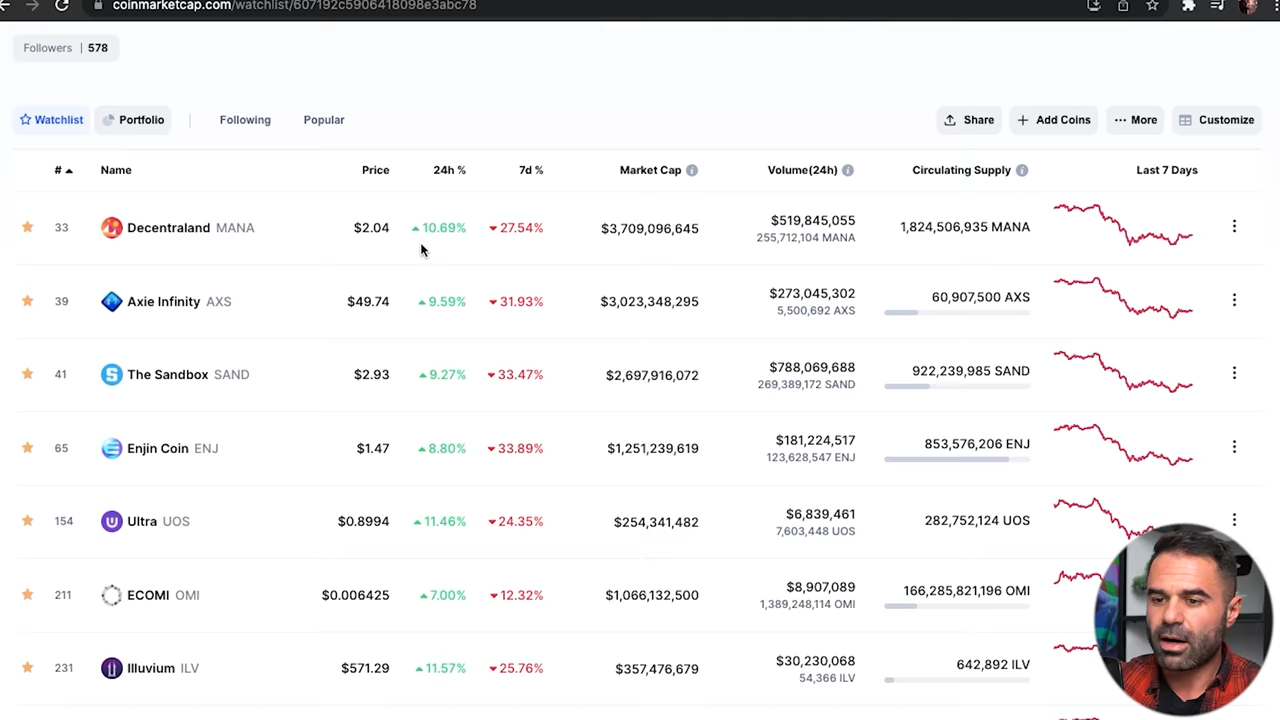 coinmarketcap.com/watchlist/607192c5906418098e3abc78
Followers | 578
Watchlist Portfolio Following Popular Share + Add Coins ... More Customize
# Name Price 24h % 7d % Market Cap Volume(24h) Circulating Supply Last 7 Days
33 Decentraland MANA $2.04 10.69% 27.54% $3,709,096,645 $519,845,055 1,824,506,935 MANA
255,712,104 MANA
39 Axie Infinity AXS $49.74 9.59% 31.93% $3,023,348,295 $273,045,302 60,907,500 AXS
5,500,692 AXS
41 The Sandbox SAND $2.93 9.27% 33.47% $2,697,916,072 $788,069,688 922,239,985 SAND
269,389,172 SAND
65 Enjin Coin ENJ $1.47 8.80% 33.89% $1,251,239,619 $181,224,517 853,576,206 ENJ
123,628,547 ENJ
154 Ultra UOS $0.8994 11.46% 24.35% $254,341,482 $6,839,461 282,752,124 UOS
7,603,448 UOS
211 ECOMI OMI $0.006425 7.00% 12.32% $1,066,132,500 $8,907,089 166,285,821,196 OMI
1,389,248,114 OMI
231 Illuvium ILV $571.29 11.57% 25.76% $357,476,679 $30,230,068 642,892 ILV
54,366 ILV